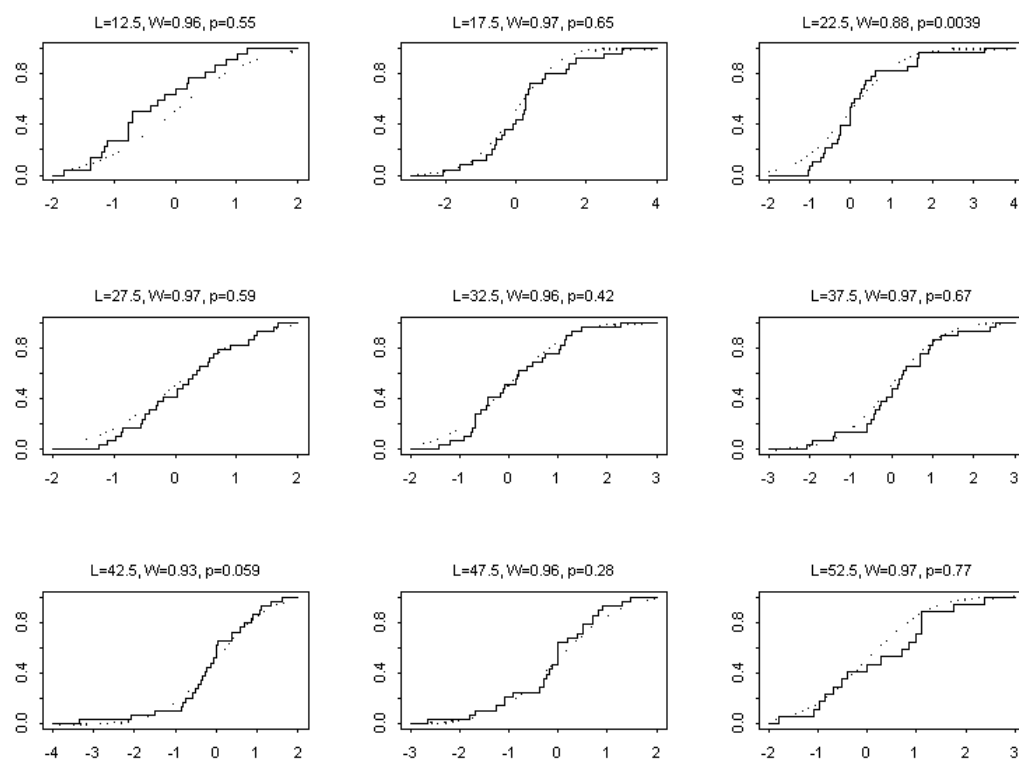 L=12.5, W=0.96, p=0.55
L=17.5, W=0.97, p=0.65
L=22.5, W=0.88, p=0.0039
0.0 0.4 0.8
0.0 0.4 0.8
0.0 0.4 0.8
-2 -1 0 1 2
-2 0 2 4
-2 -1 0 1 2 3 4
L=27.5, W=0.97, p=0.59
L=32.5, W=0.96, p=0.42
L=37.5, W=0.97, p=0.67
0.0 0.4 0.8
0.0 0.4 0.8
0.0 0.4 0.8
-2 -1 0 1 2
-2 -1 0 1 2 3
-3 -2 -1 0 1 2 3
L=42.5, W=0.93, p=0.059
L=47.5, W=0.96, p=0.28
L=52.5, W=0.97, p=0.77
0.0 0.4 0.8
0.0 0.4 0.8
0.0 0.4 0.8
-4 -3 -2 -1 0 1 2
-3 -2 -1 0 1 2
-2 -1 0 1 2 3